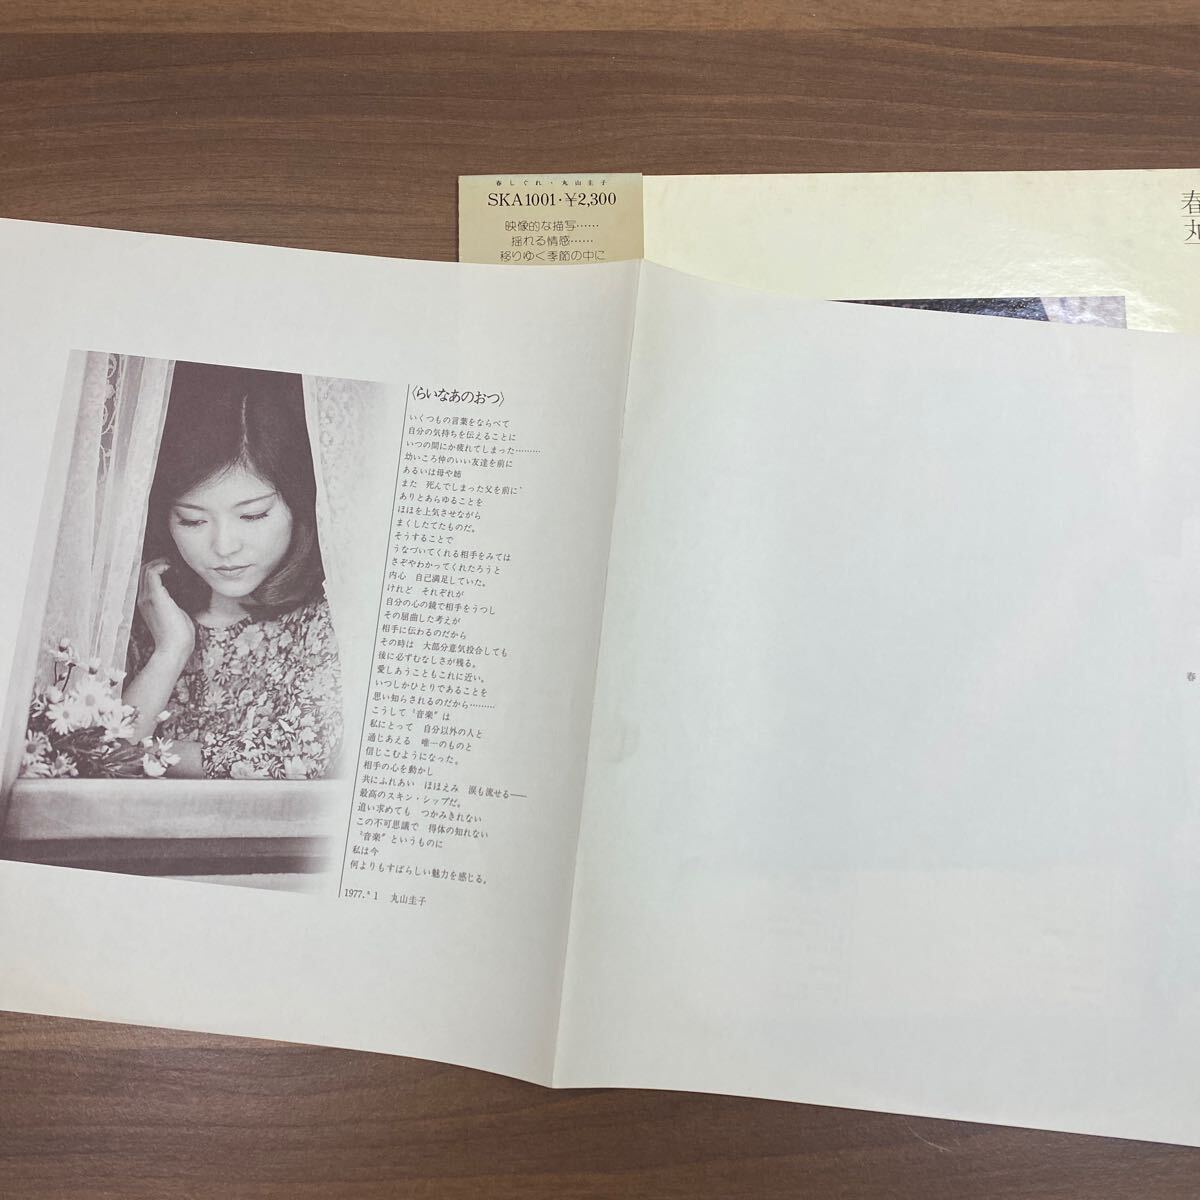 春しぐれ・丸山圭子
SKA1001・¥2,300
映像的な描写……
揺れる情感……
移りゆく季節の中に
春
丸
〈らいなあのおつ〉
いくつもの言葉をならべて
自分の気持ちを伝えることに
いつの間にか疲れてしまった………
幼いころ仲のいい友達を前に
あるいは母や姉
また 死んでしまった父を前に
ありとあらゆることを
ほほを上気させながら
まくしたてたものだ。
そうすることで
うなづいてくれる相手をみては
さぞやわかってくれたろうと
内心 自己満足していた。
けれど それぞれが
自分の心の鏡で相手をうつし
その屈曲した考えが
相手に伝わるのだから
その時は 大部分意気投合しても
後に必ずむなしさが残る。
愛しあうこともこれに近い。
いつしかひとりであることを
思い知らされるのだから………
こうして〝音楽〟は
私にとって 自分以外の人と
通じあえる 唯一のものと
信じこむようになった。
相手の心を動かし
共にふれあい ほほえみ 涙も流せる——
最高のスキン・シップだ。
追い求めても つかみきれない
この不可思議で 得体の知れない
〝音楽〟というものに
私は今
何よりもすばらしい魅力を感じる。
1977. 1 丸山圭子
春